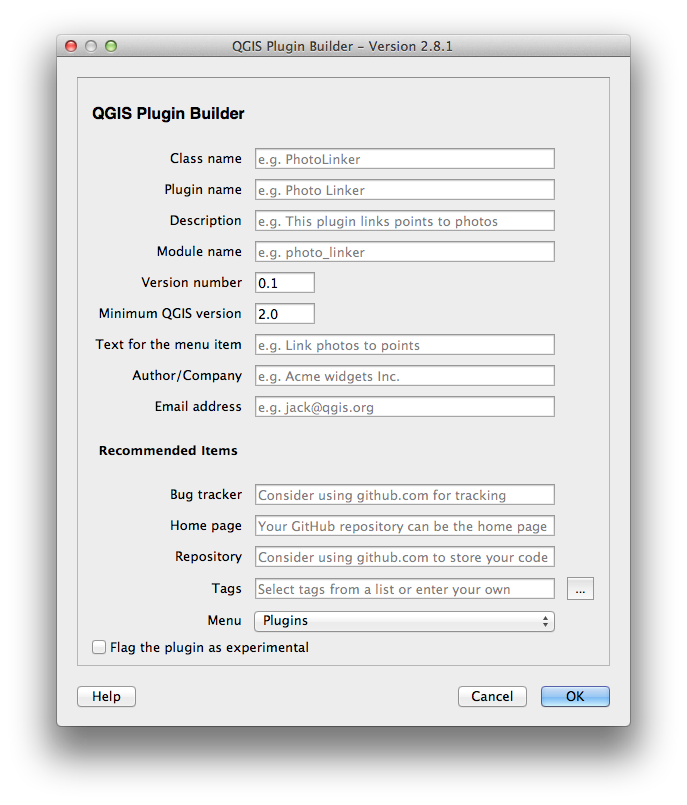 QGIS Plugin Builder – Version 2.8.1
QGIS Plugin Builder
Class name e.g. PhotoLinker
Plugin name e.g. Photo Linker
Description e.g. This plugin links points to photos
Module name e.g. photo_linker
Version number 0.1
Minimum QGIS version 2.0
Text for the menu item e.g. Link photos to points
Author/Company e.g. Acme widgets Inc.
Email address e.g. jack@qgis.org
Recommended Items
Bug tracker Consider using github.com for tracking
Home page Your GitHub repository can be the home page
Repository Consider using github.com to store your code
Tags Select tags from a list or enter your own ...
Menu Plugins
Flag the plugin as experimental
Help Cancel OK